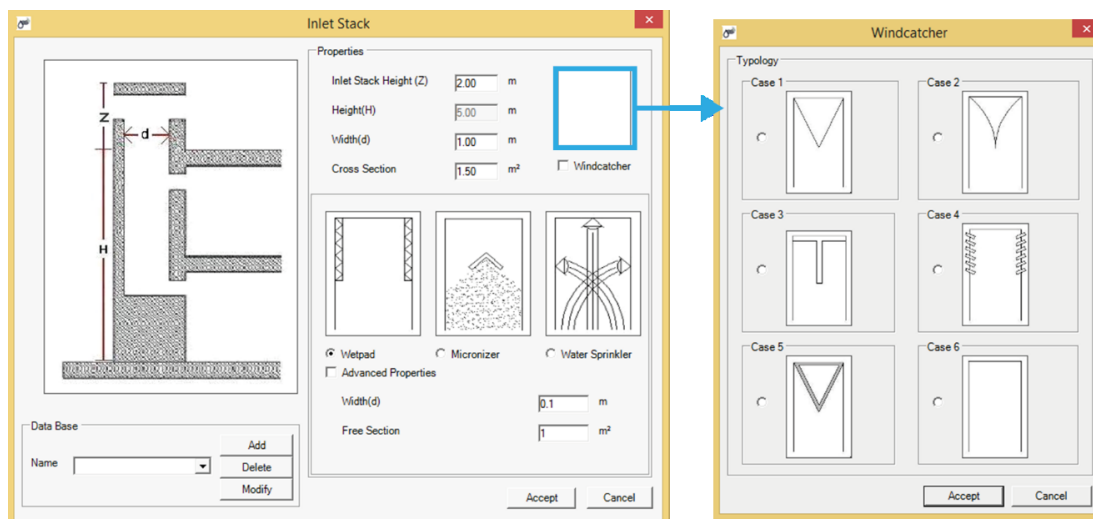 Inlet Stack
Z
d
H
Properties
Inlet Stack Height (Z) 2.00 m
Height(H) 5.00 m
Width(d) 1.00 m
Cross Section 1.50 m²
Windcatcher
Wetpad Micronizer Water Sprinkler
Advanced Properties
Width(d) 0.1 m
Free Section 1 m²
Data Base
Name
Add
Delete
Modify
Accept Cancel
Windcatcher
Typology
Case 1 Case 2
Case 3 Case 4
Case 5 Case 6
Accept Cancel